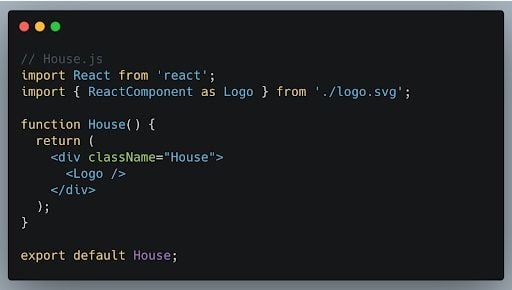 // House.js
import React from 'react';
import { ReactComponent as Logo } from './logo.svg';

function House() {
  return (
    <div className="House">
      <Logo />
    </div>
  );
}

export default House;